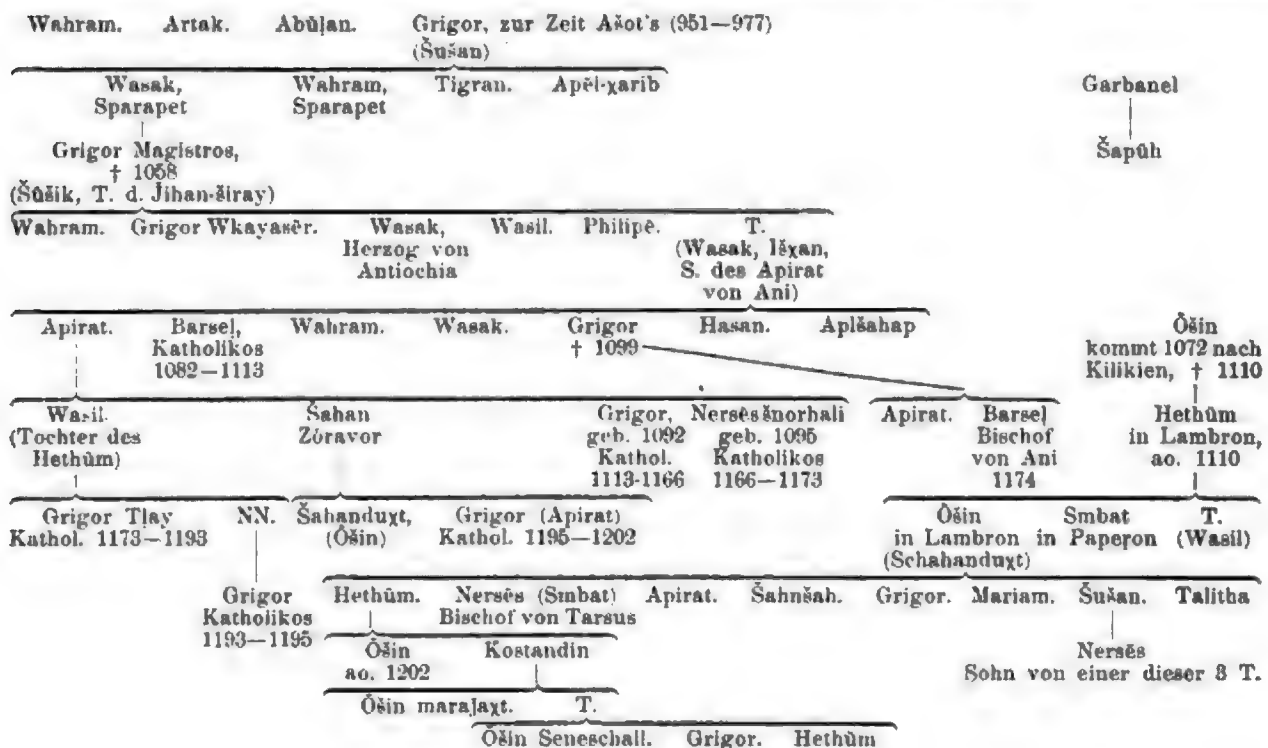 Wahram. Artak. Abūḷan. Grigor, zur Zeit Ašot's (951—977)
(Šušan)
Wasak, Wahram, Tigran. Apēl-χarib Garbanel
Sparapet Sparapet
Grigor Magistros, Šapūh
† 1058
(Šūšik, T. d. Jihan-širay)
Wahram. Grigor Wkayasēr. Wasak, Wasil. Philipē. T.
Herzog von (Wasak, Išχan,
Antiochia S. des Apirat
von Ani)
Apirat. Barseḷ, Wahram. Wasak. Grigor Hasan. Aplšahap Ōšin
Katholikos † 1099 kommt 1072 nach
1082—1113 Kilikien, † 1110
Wasil. Šahan Grigor, Nersēs šnorhali Apirat. Barseḷ Hethūm
(Tochter des Zōravor geb. 1092 geb. 1095 Bischof in Lambron,
Hethūm) Kathol. Katholikos von Ani ao. 1110
1113-1166 1166—1173 1174
Grigor Tḷay NN. Šahanduχt, Grigor (Apirat) Ōšin Smbat T.
Kathol. 1173—1193 (Ōšin) Kathol. 1195—1202 in Lambron in Paperon (Wasil)
(Schahanduχt)
Grigor Hethūm. Nersēs (Smbat) Apirat. Šahnšah. Grigor. Mariam. Šušan. Talitha
Katholikos Bischof von Tarsus
1193—1195
Ōšin Kostandin Nersēs
ao. 1202 Sohn von einer dieser 3 T.
Ōšin maraḷaχt. T.
Ōšin Seneschall. Grigor. Hethūm